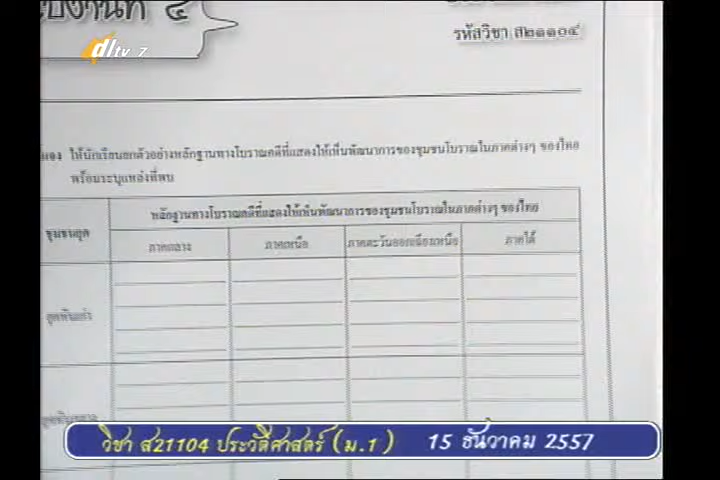 ใบงานที่ ๔
dltv 7
รหัสวิชา ส๒๑๑๐๔
ให้นักเรียนยกตัวอย่างหลักฐานทางโบราณคดีที่แสดงให้เห็นพัฒนาการของชุมชนโบราณในภาคต่างๆ ของไทย
พร้อมระบุแหล่งที่พบ
หลักฐานทางโบราณคดีที่แสดงให้เห็นพัฒนาการของชุมชนโบราณในภาคต่างๆ ของไทย
ชุมชนยุค
ภาคกลาง ภาคเหนือ ภาคตะวันออกเฉียงเหนือ ภาคใต้
ยุคหินเก่า
วิชา ส21104 ประวัติศาสตร์ (ม.1) 15 ธันวาคม 2557